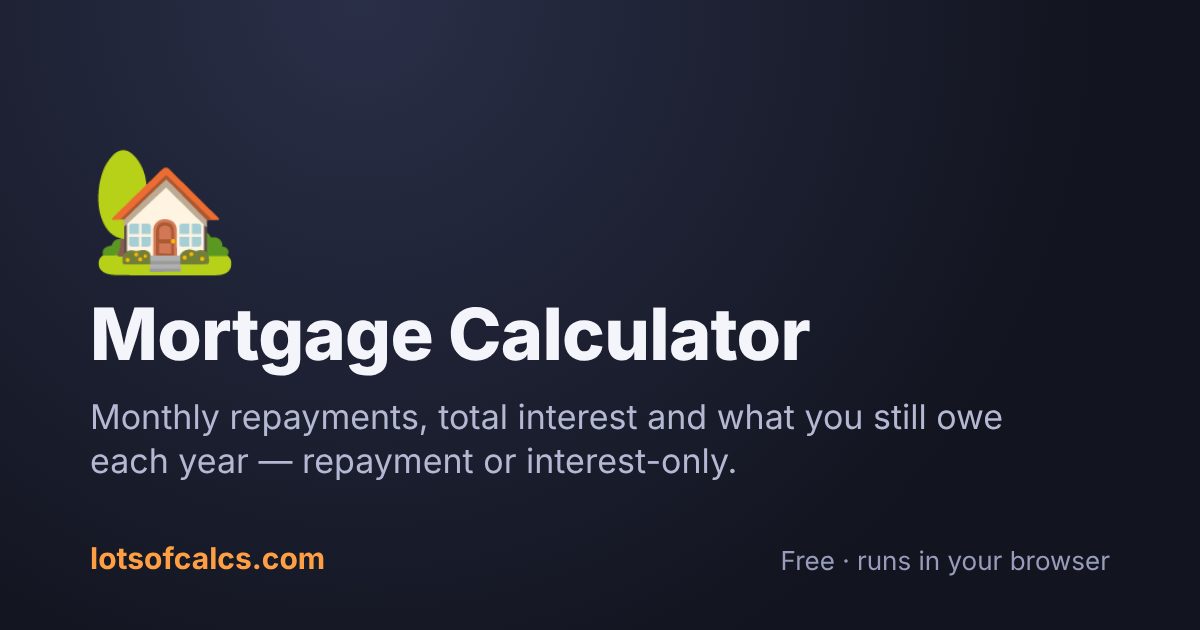 Mortgage Calculator
Monthly repayments, total interest and what you still owe
each year — repayment or interest-only.
lotsofcalcs.com
Free · runs in your browser